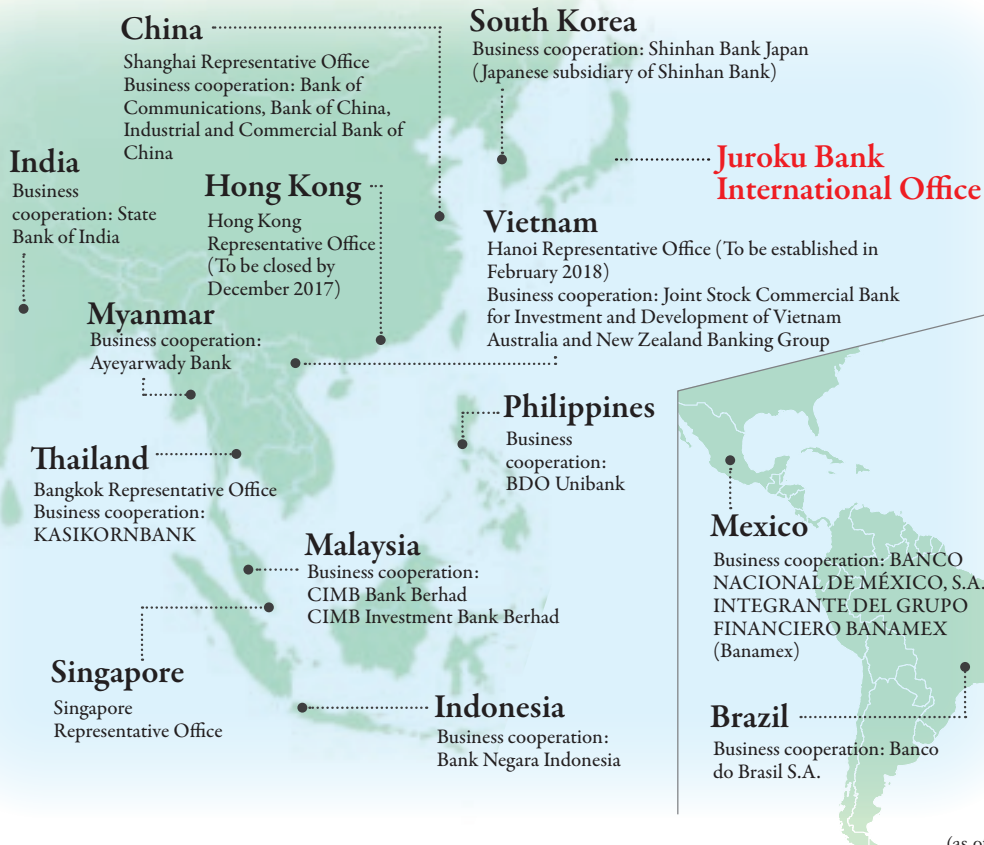 China
Shanghai Representative Office
Business cooperation: Bank of
Communications, Bank of China,
Industrial and Commercial Bank of
China
South Korea
Business cooperation: Shinhan Bank Japan
(Japanese subsidiary of Shinhan Bank)
Juroku Bank
International Office
India
Business
cooperation: State
Bank of India
Hong Kong
Hong Kong
Representative Office
(To be closed by
December 2017)
Vietnam
Hanoi Representative Office (To be established in
February 2018)
Business cooperation: Joint Stock Commercial Bank
for Investment and Development of Vietnam
Australia and New Zealand Banking Group
Myanmar
Business cooperation:
Ayeyarwady Bank
Philippines
Business
cooperation:
BDO Unibank
Thailand
Bangkok Representative Office
Business cooperation:
KASIKORNBANK
Malaysia
Business cooperation:
CIMB Bank Berhad
CIMB Investment Bank Berhad
Mexico
Business cooperation: BANCO
NACIONAL DE MÉXICO, S.A.
INTEGRANTE DEL GRUPO
FINANCIERO BANAMEX
(Banamex)
Singapore
Singapore
Representative Office
Indonesia
Business cooperation:
Bank Negara Indonesia
Brazil
Business cooperation: Banco
do Brasil S.A.